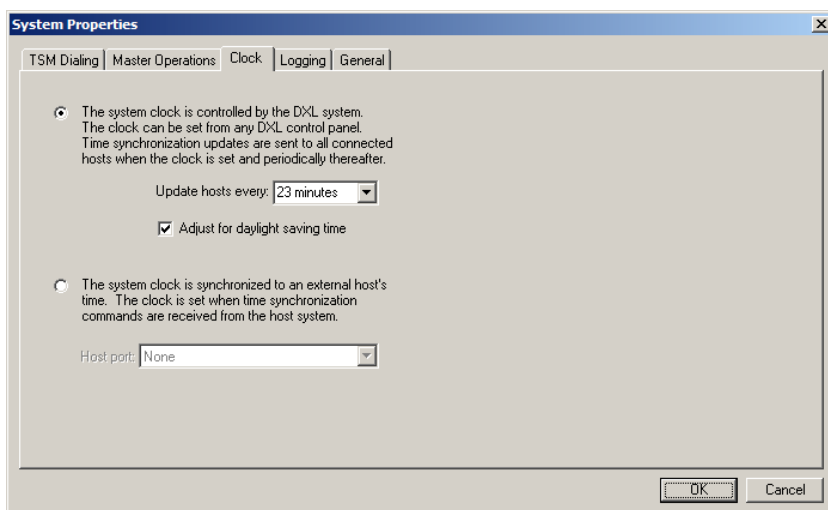 System Properties
TSM Dialing Master Operations Clock Logging General
The system clock is controlled by the DXL system.
The clock can be set from any DXL control panel.
Time synchronization updates are sent to all connected
hosts when the clock is set and periodically thereafter.
Update hosts every: 23 minutes
Adjust for daylight saving time
The system clock is synchronized to an external host's
time. The clock is set when time synchronization
commands are received from the host system.
Host port: None
OK Cancel